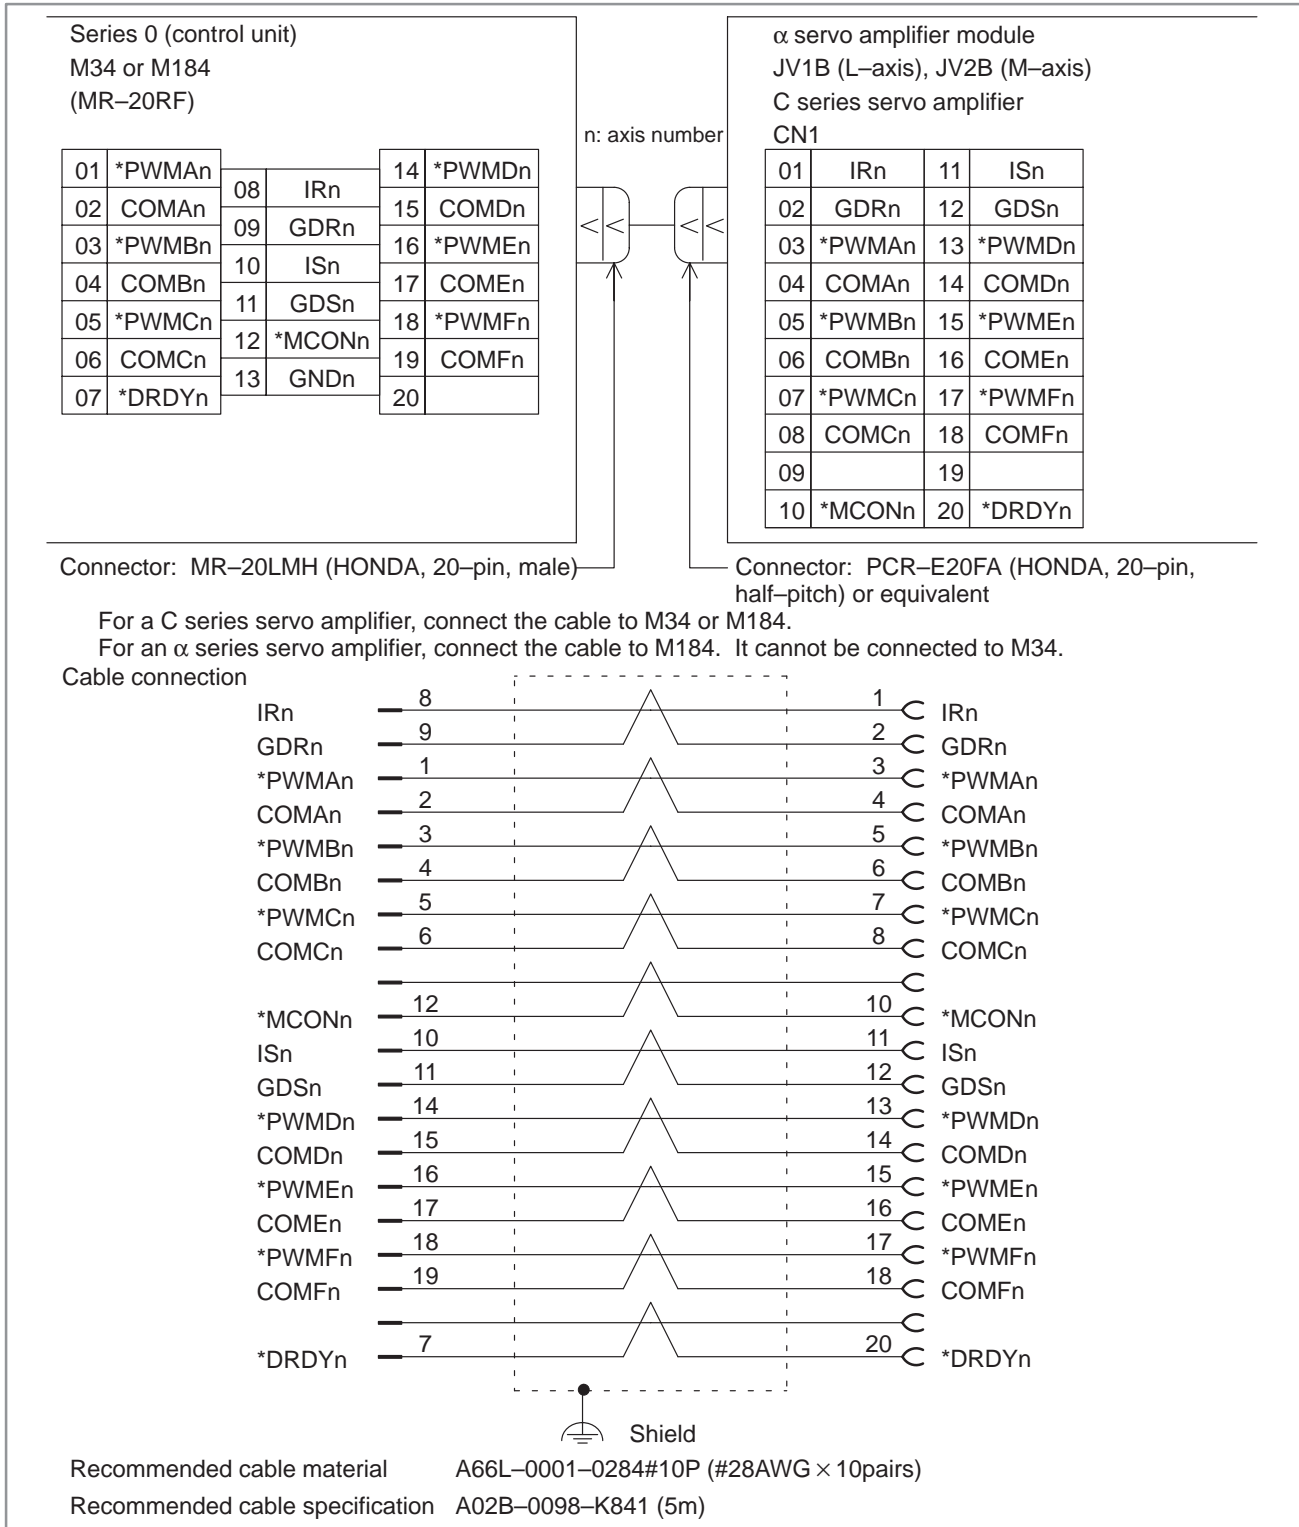 Series 0 (control unit)
M34 or M184
(MR–20RF)
01 *PWMAn
02 COMAn
03 *PWMBn
04 COMBn
05 *PWMCn
06 COMCn
07 *DRDYn
08 IRn
09 GDRn
10 ISn
11 GDSn
12 *MCONn
13 GNDn
14 *PWMDn
15 COMDn
16 *PWMEn
17 COMEn
18 *PWMFn
19 COMFn
20
n: axis number
α servo amplifier module
JV1B (L–axis), JV2B (M–axis)
C series servo amplifier
CN1
01 IRn 11 ISn
02 GDRn 12 GDSn
03 *PWMAn 13 *PWMDn
04 COMAn 14 COMDn
05 *PWMBn 15 *PWMEn
06 COMBn 16 COMEn
07 *PWMCn 17 *PWMFn
08 COMCn 18 COMFn
09 19
10 *MCONn 20 *DRDYn
Connector: MR–20LMH (HONDA, 20–pin, male)
Connector: PCR–E20FA (HONDA, 20–pin,
half–pitch) or equivalent
For a C series servo amplifier, connect the cable to M34 or M184.
For an α series servo amplifier, connect the cable to M184. It cannot be connected to M34.
Cable connection
IRn 8 1 IRn
GDRn 9 2 GDRn
*PWMAn 1 3 *PWMAn
COMAn 2 4 COMAn
*PWMBn 3 5 *PWMBn
COMBn 4 6 COMBn
*PWMCn 5 7 *PWMCn
COMCn 6 8 COMCn
*MCONn 12 10 *MCONn
ISn 10 11 ISn
GDSn 11 12 GDSn
*PWMDn 14 13 *PWMDn
COMDn 15 14 COMDn
*PWMEn 16 15 *PWMEn
COMEn 17 16 COMEn
*PWMFn 18 17 *PWMFn
COMFn 19 18 COMFn
*DRDYn 7 20 *DRDYn
Shield
Recommended cable material A66L–0001–0284#10P (#28AWG×10pairs)
Recommended cable specification A02B–0098–K841 (5m)